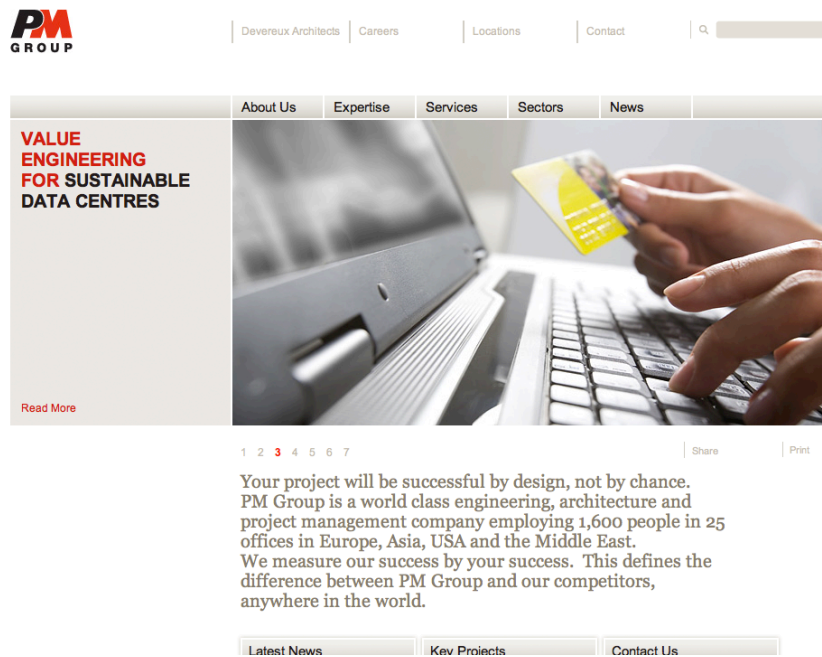 PM
GROUP
Devereux Architects
Careers
Locations
Contact
About Us
Expertise
Services
Sectors
News
VALUE
ENGINEERING
FOR SUSTAINABLE
DATA CENTRES
Read More
1 2 3 4 5 6 7
Share
Print
Your project will be successful by design, not by chance.
PM Group is a world class engineering, architecture and
project management company employing 1,600 people in 25
offices in Europe, Asia, USA and the Middle East.
We measure our success by your success.  This defines the
difference between PM Group and our competitors,
anywhere in the world.
Latest News
Key Projects
Contact Us